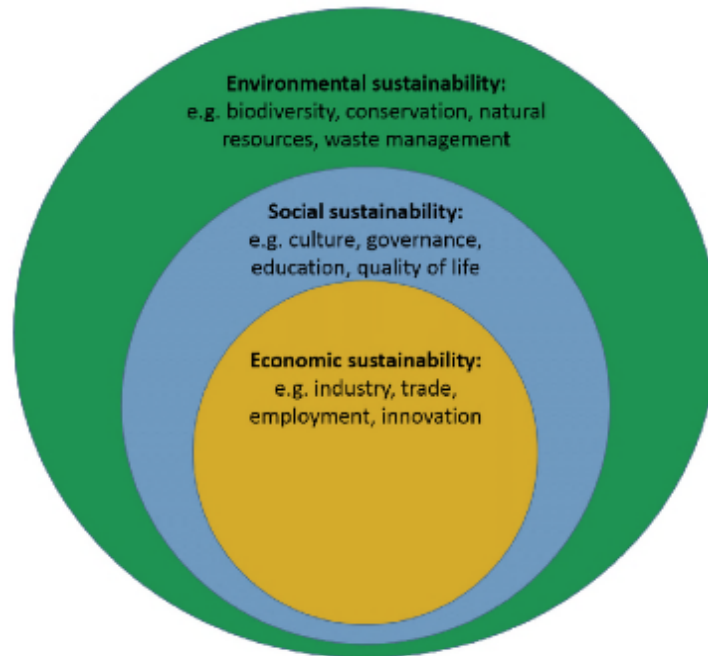 Environmental sustainability:
e.g. biodiversity, conservation, natural
resources, waste management
Social sustainability:
e.g. culture, governance,
education, quality of life
Economic sustainability:
e.g. industry, trade,
employment, innovation